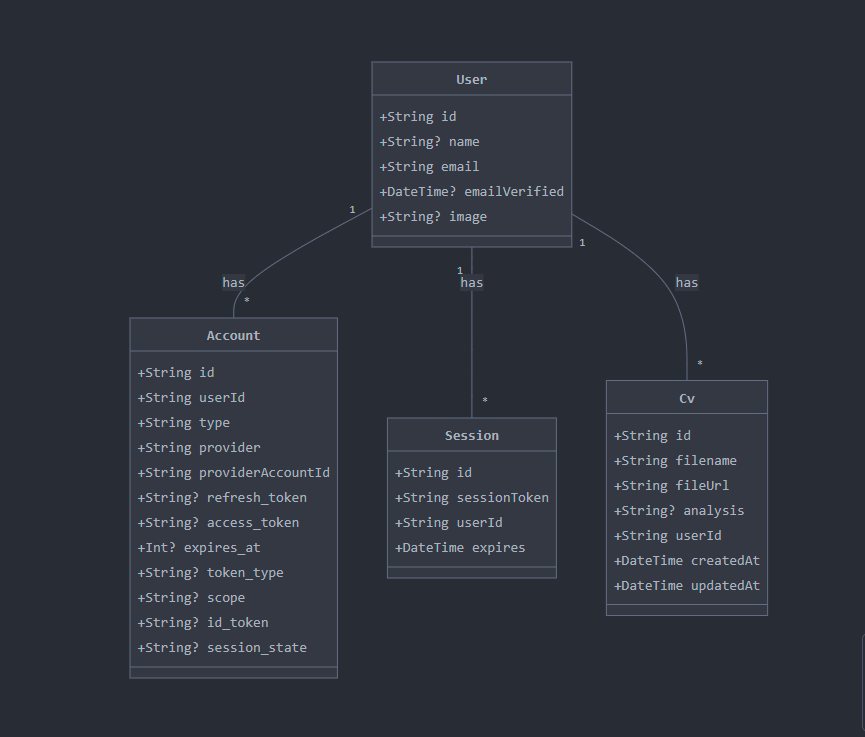 User
+String id
+String? name
+String email
+DateTime? emailVerified
+String? image
1
1
1
has
has
has
*
*
*
Account
+String id
+String userId
+String type
+String provider
+String providerAccountId
+String? refresh_token
+String? access_token
+Int? expires_at
+String? token_type
+String? scope
+String? id_token
+String? session_state
Session
+String id
+String sessionToken
+String userId
+DateTime expires
Cv
+String id
+String filename
+String fileUrl
+String? analysis
+String userId
+DateTime createdAt
+DateTime updatedAt